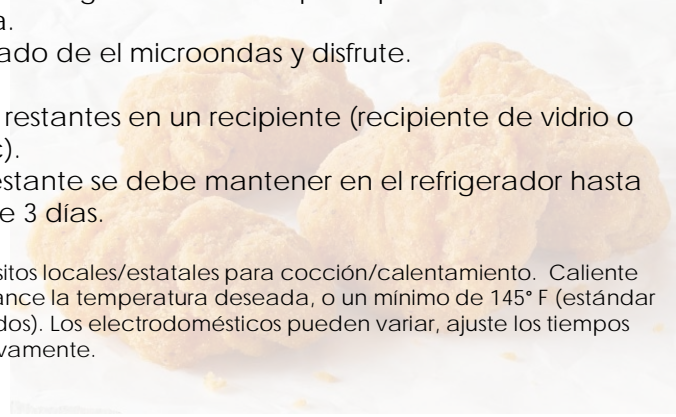 a.
ado de el microondas y disfrute.
restantes en un recipiente (recipiente de vidrio o
c).
estante se debe mantener en el refrigerador hasta
e 3 días.
sitos locales/estatales para cocción/calentamiento. Caliente
ance la temperatura deseada, o un mínimo de 145° F (estándar
dos). Los electrodomésticos pueden variar, ajuste los tiempos
vamente.